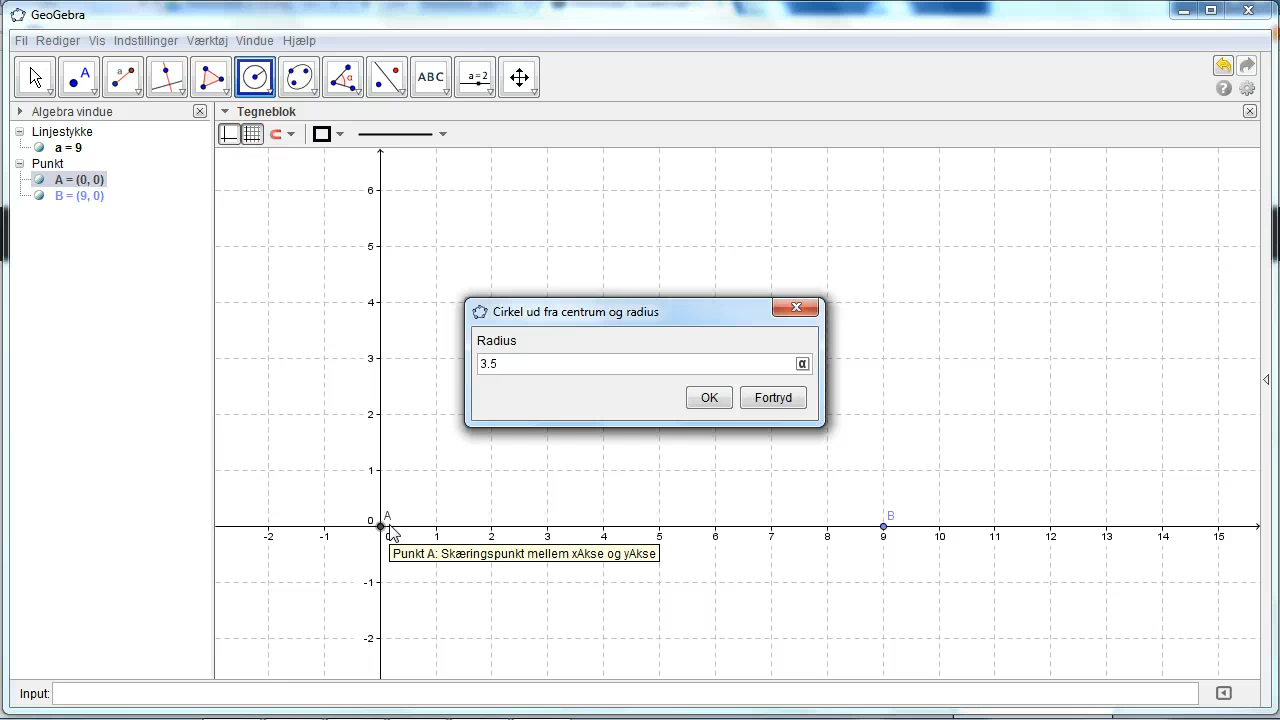 GeoGebra
Fil Rediger Vis Indstillinger Værktøj Vindue Hjælp
A a α ABC a=2
Algebra vindue
Tegneblok
Linjestykke
a = 9
Punkt
A = (0, 0)
B = (9, 0)
6
5
4
3
2
1
0
-1
-2
-2 -1 0 1 2 3 4 5 6 7 8 9 10 11 12 13 14 15
A
B
Cirkel ud fra centrum og radius
Radius
3.5 α
OK Fortryd
Punkt A: Skæringspunkt mellem xAkse og yAkse
Input: